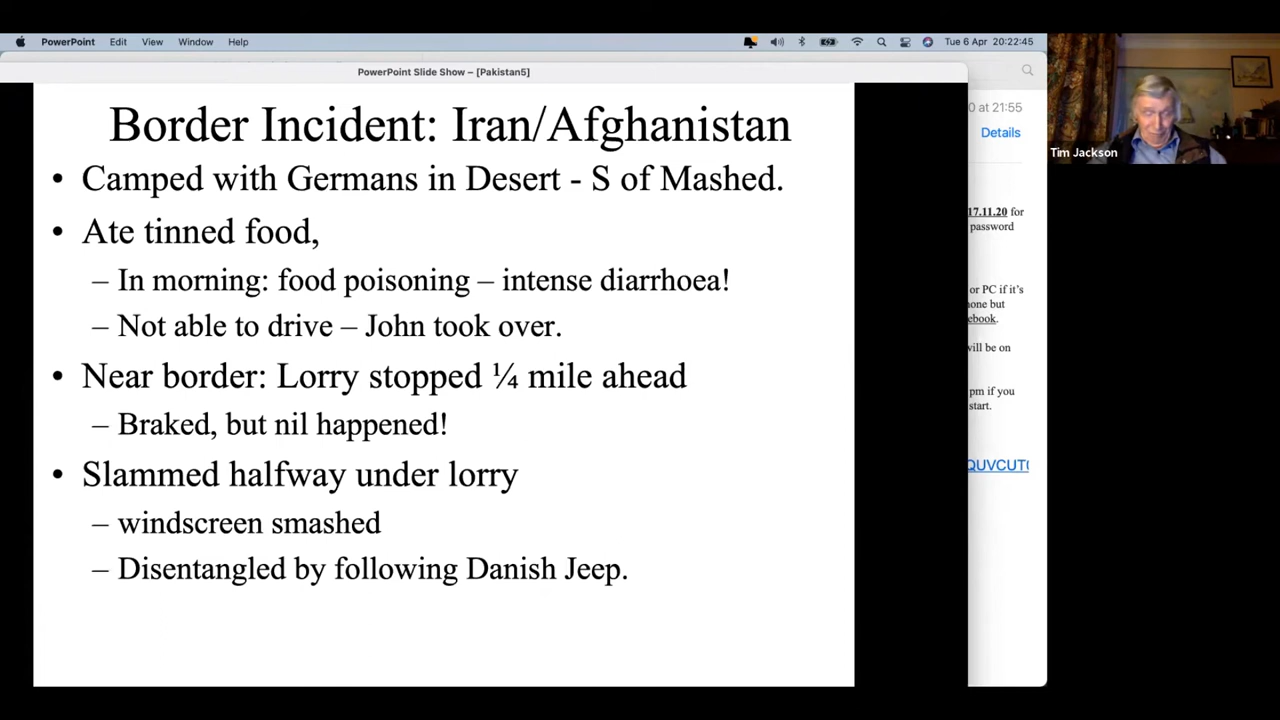 PowerPoint Edit View Window Help Tue 6 Apr 20:22:45
PowerPoint Slide Show – [Pakistan5]
Border Incident: Iran/Afghanistan
• Camped with Germans in Desert - S of Mashed.
• Ate tinned food,
– In morning: food poisoning – intense diarrhoea!
– Not able to drive – John took over.
• Near border: Lorry stopped ¼ mile ahead
– Braked, but nil happened!
• Slammed halfway under lorry
– windscreen smashed
– Disentangled by following Danish Jeep.
0 at 21:55
Details
17.11.20 for
password
or PC if it's
one but
ebook.
will be on
pm if you
start.
QUVCUT
Tim Jackson